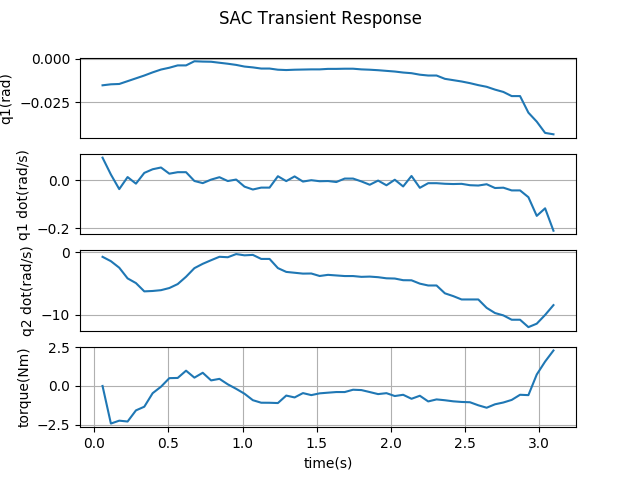 SAC Transient Response
0.000
−0.025
q1(rad)
0.0
−0.2
q1 dot(rad/s)
0
−10
q2 dot(rad/s)
2.5
0.0
−2.5
torque(Nm)
0.0 0.5 1.0 1.5 2.0 2.5 3.0
time(s)